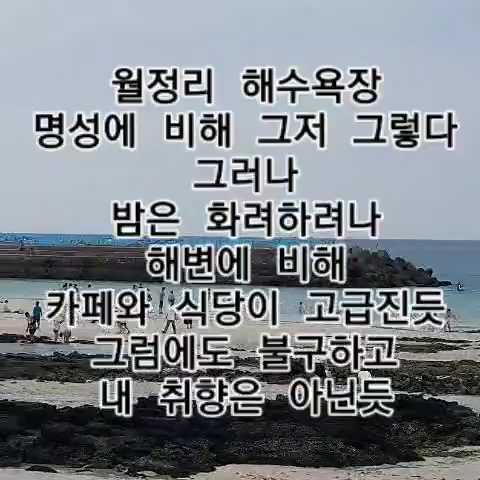 월정리 해수욕장
명성에 비해 그저 그렇다
그러나
밤은 화려하려나
해변에 비해
카페와 식당이 고급진듯
그럼에도 불구하고
내 취향은 아닌듯